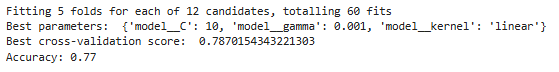 Fitting 5 folds for each of 12 candidates, totalling 60 fits
Best parameters:  {'model__C': 10, 'model__gamma': 0.001, 'model__kernel': 'linear'}
Best cross-validation score:  0.7870154343221303
Accuracy: 0.77